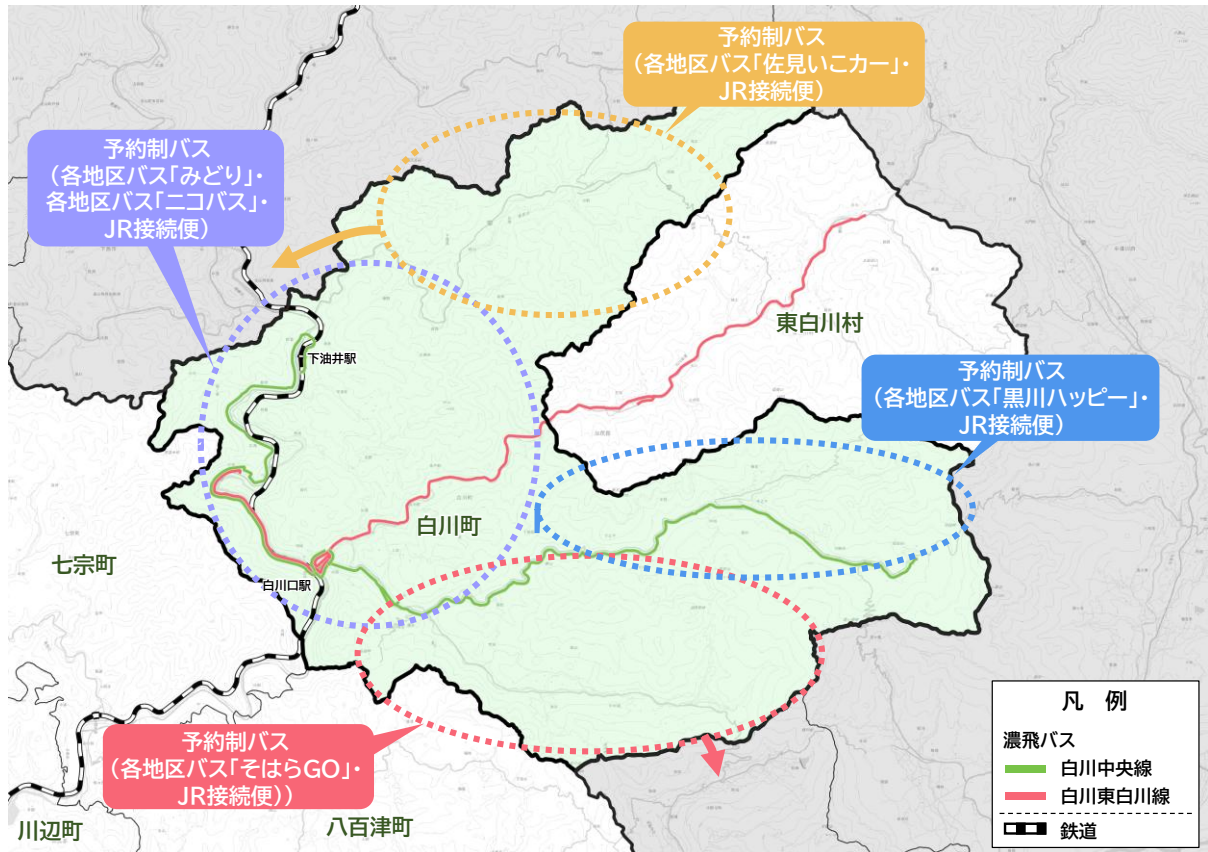 予約制バス
(各地区バス「佐見いこカー」・
JR接続便)
予約制バス
(各地区バス「みどり」・
各地区バス「ニコバス」・
JR接続便)
東白川村
下油井駅
予約制バス
(各地区バス「黒川ハッピー」・
JR接続便)
白川町
七宗町
白川口駅
予約制バス
(各地区バス「そはらGO」・
JR接続便))
川辺町
八百津町
凡 例
濃飛バス
白川中央線
白川東白川線
鉄道